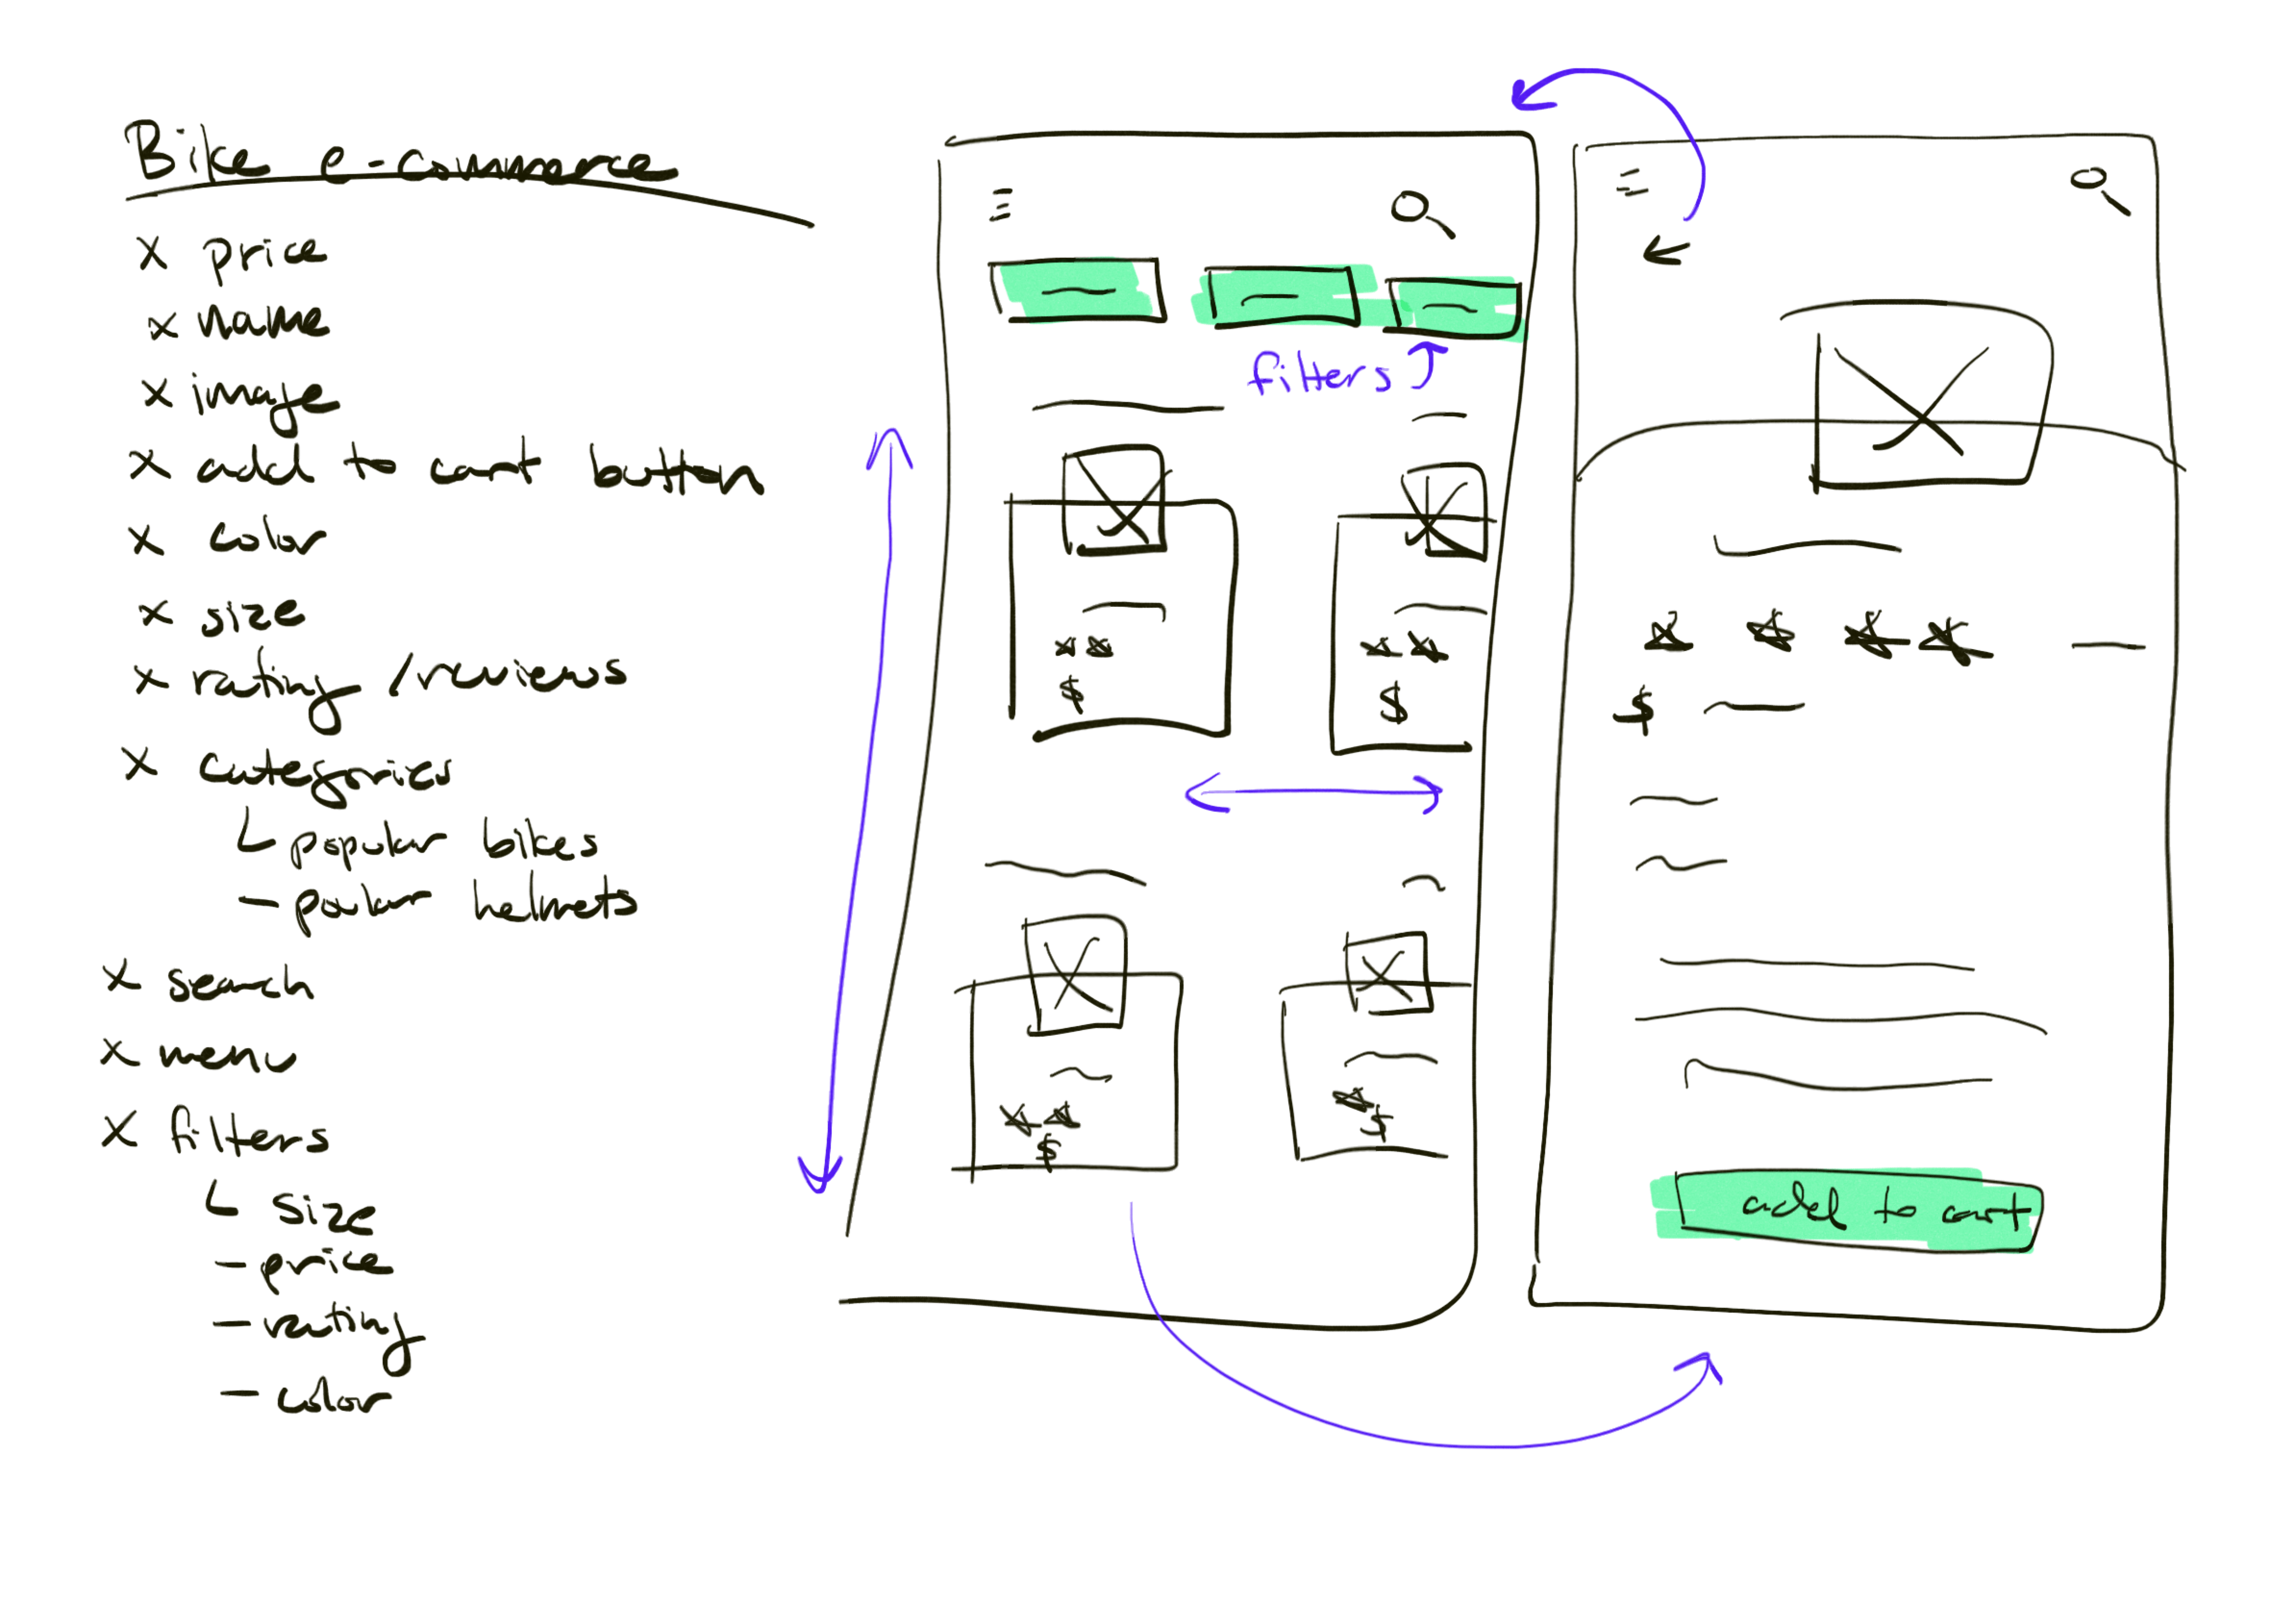 Bike e-commerce
x price
x name
x image
x add to cart button
x color
x size
x rating /reviews
x categories
└ popular bikes
– poular helmets
x search
x menu
x filters
└ size
– price
– rating
– color
filters
$
$
$
$
$
add to cart